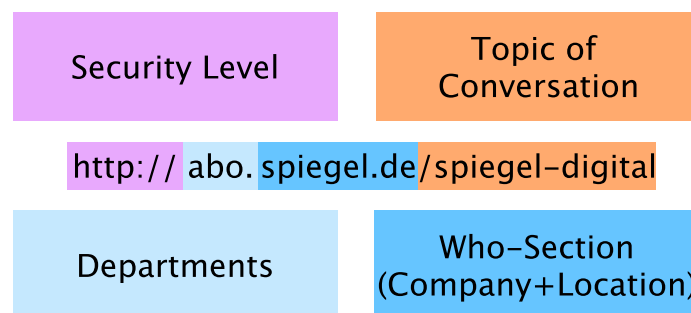 Security Level
Topic of
Conversation
http:// abo.spiegel.de/spiegel-digital
Departments
Who-Section
(Company+Location)